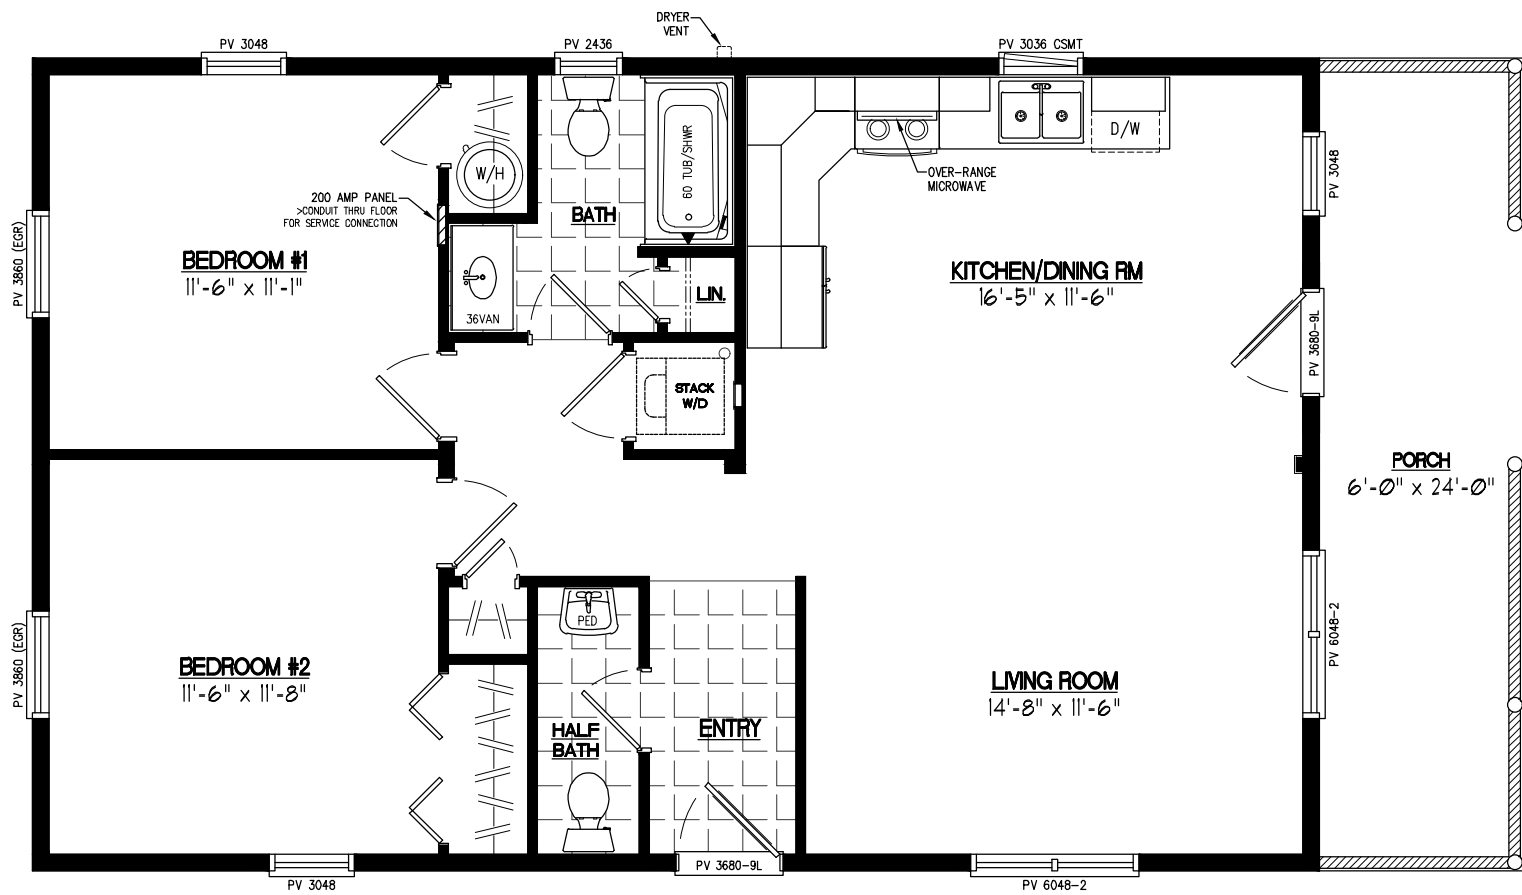 DRYER
VENT
PV 3048
PV 2436
PV 3036 CSMT
60 TUB/SHWR
D/W
W/H
OVER-RANGE
MICROWAVE
PV 3048
200 AMP PANEL
>CONDUIT THRU FLOOR
FOR SERVICE CONNECTION
BATH
PV 3860 (EGR)
BEDROOM #1
11'-6" x 11'-1"
KITCHEN/DINING RM
16'-5" x 11'-6"
LIN.
36VAN
PV 3680-9L
STACK
W/D
PORCH
6'-0" x 24'-0"
PED
PV 6048-2
PV 3860 (EGR)
BEDROOM #2
11'-6" x 11'-8"
LIVING ROOM
14'-8" x 11'-6"
HALF
BATH
ENTRY
PV 3680-9L
PV 3048
PV 6048-2